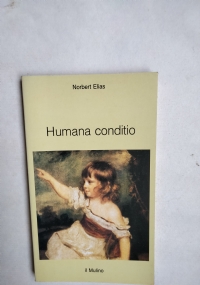 Norbert Elias
Humana conditio
Il Mulino